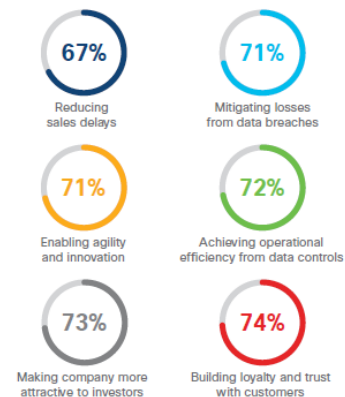 67%
Reducing
sales delays
71%
Mitigating losses
from data breaches
71%
Enabling agility
and innovation
72%
Achieving operational
efficiency from data controls
73%
Making company more
attractive to investors
74%
Building loyalty and trust
with customers